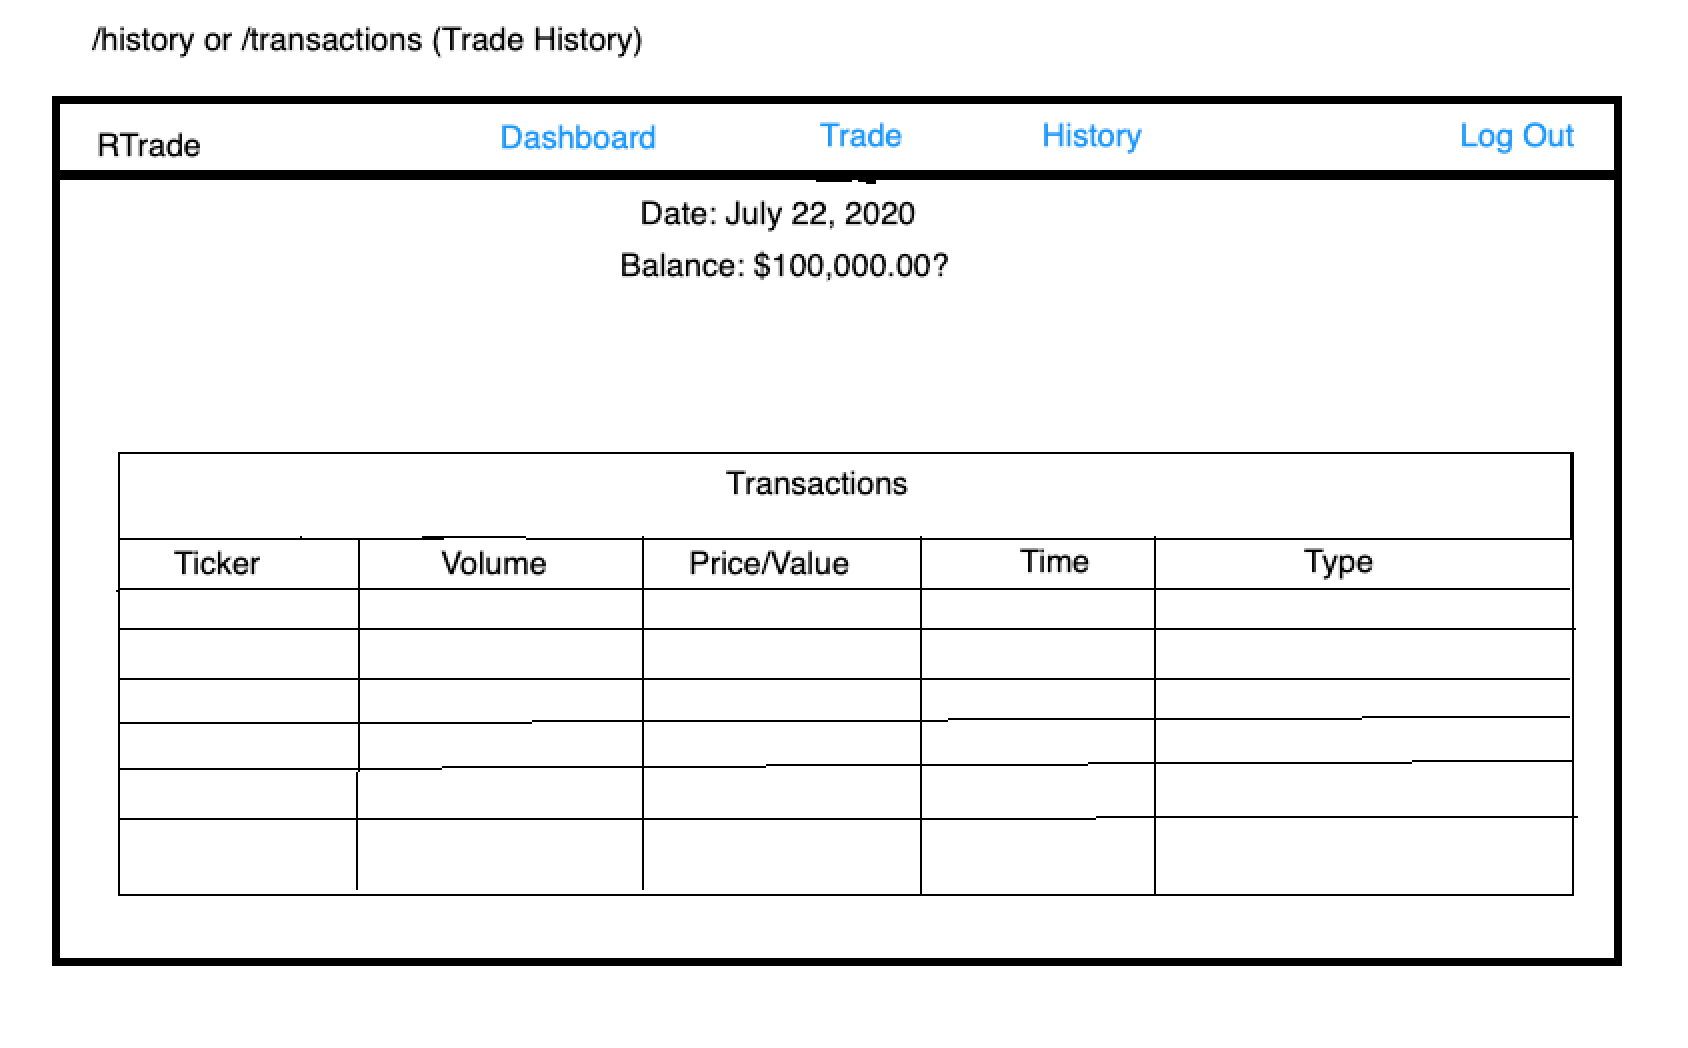 /history or /transactions (Trade History)
RTrade Dashboard Trade History Log Out
Date: July 22, 2020
Balance: $100,000.00?
Transactions
Ticker Volume Price/Value Time Type